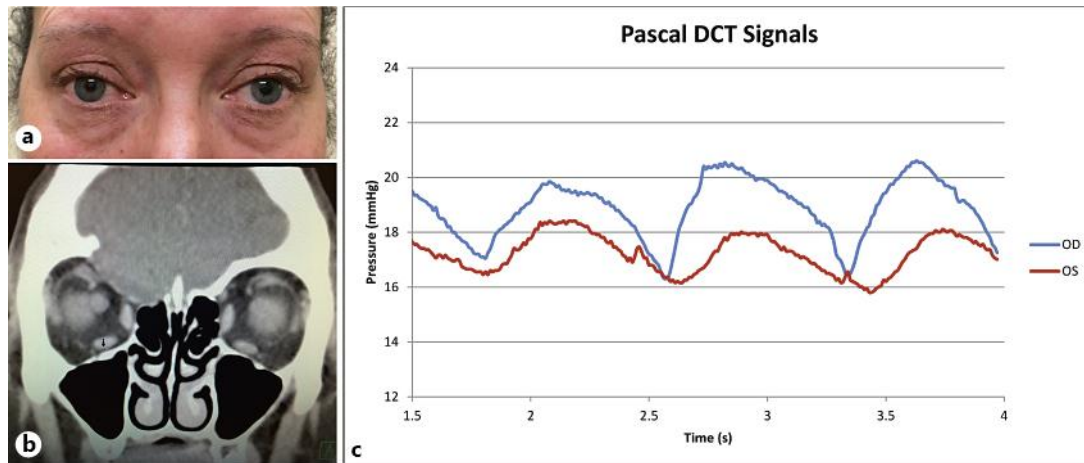 a
b
Pascal DCT Signals
24
22
20
18
16
14
12
Pressure (mmHg)
1.5 2 2.5 3 3.5 4
Time (s)
OD
OS
c